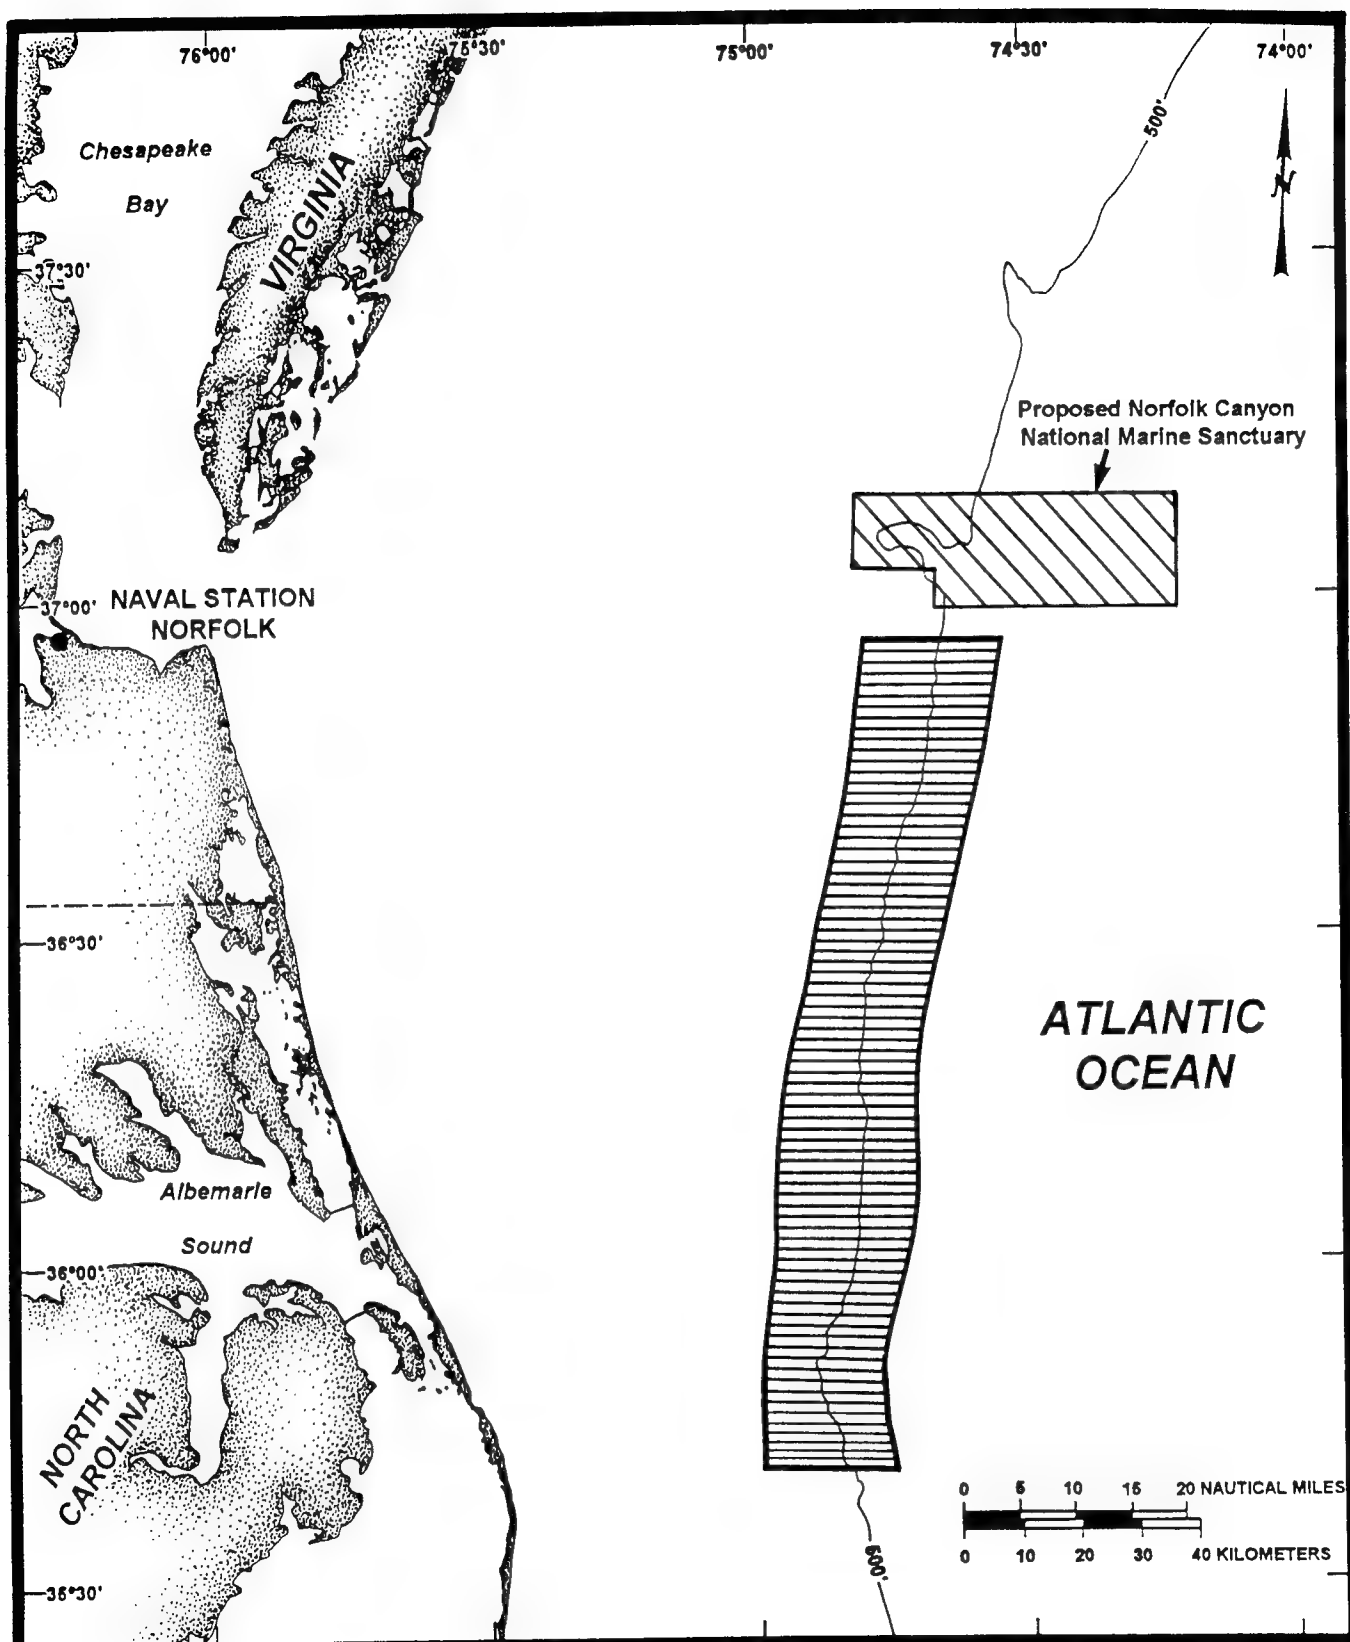 76°00'
75°30'
75°00'
74°30'
74°00'
500'
Chesapeake
Bay
VIRGINIA
N
37°30'
Proposed Norfolk Canyon
National Marine Sanctuary
37°00'
NAVAL STATION
NORFOLK
36°30'
ATLANTIC
OCEAN
Albemarle
Sound
36°00'
NORTH
CAROLINA
0 5 10 15 20 NAUTICAL MILES
0 10 20 30 40 KILOMETERS
500'
35°30'